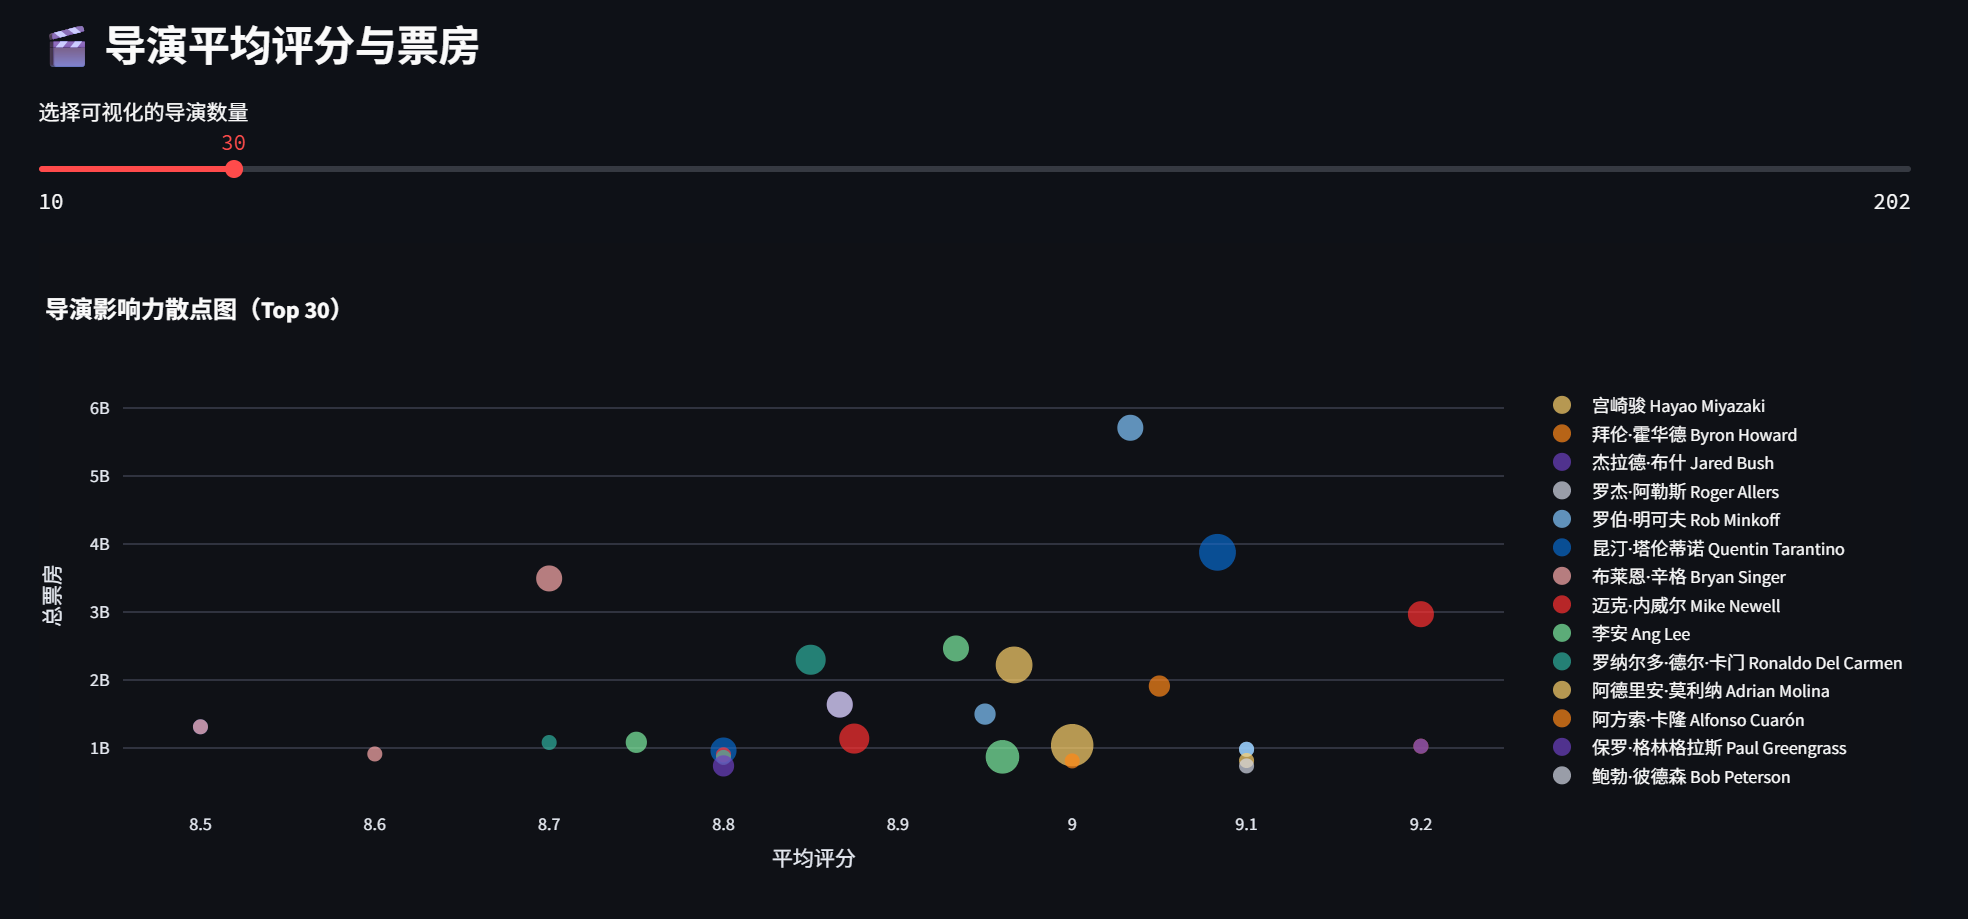 导演平均评分与票房
选择可视化的导演数量
30
10
202
导演影响力散点图（Top 30）
6B
5B
4B
3B
2B
1B
总票房
8.5
8.6
8.7
8.8
8.9
9
9.1
9.2
平均评分
宫崎骏 Hayao Miyazaki
拜伦·霍华德 Byron Howard
杰拉德·布什 Jared Bush
罗杰·阿勒斯 Roger Allers
罗伯·明可夫 Rob Minkoff
昆汀·塔伦蒂诺 Quentin Tarantino
布莱恩·辛格 Bryan Singer
迈克·内威尔 Mike Newell
李安 Ang Lee
罗纳尔多·德尔·卡门 Ronaldo Del Carmen
阿德里安·莫利纳 Adrian Molina
阿方索·卡隆 Alfonso Cuarón
保罗·格林格拉斯 Paul Greengrass
鲍勃·彼德森 Bob Peterson